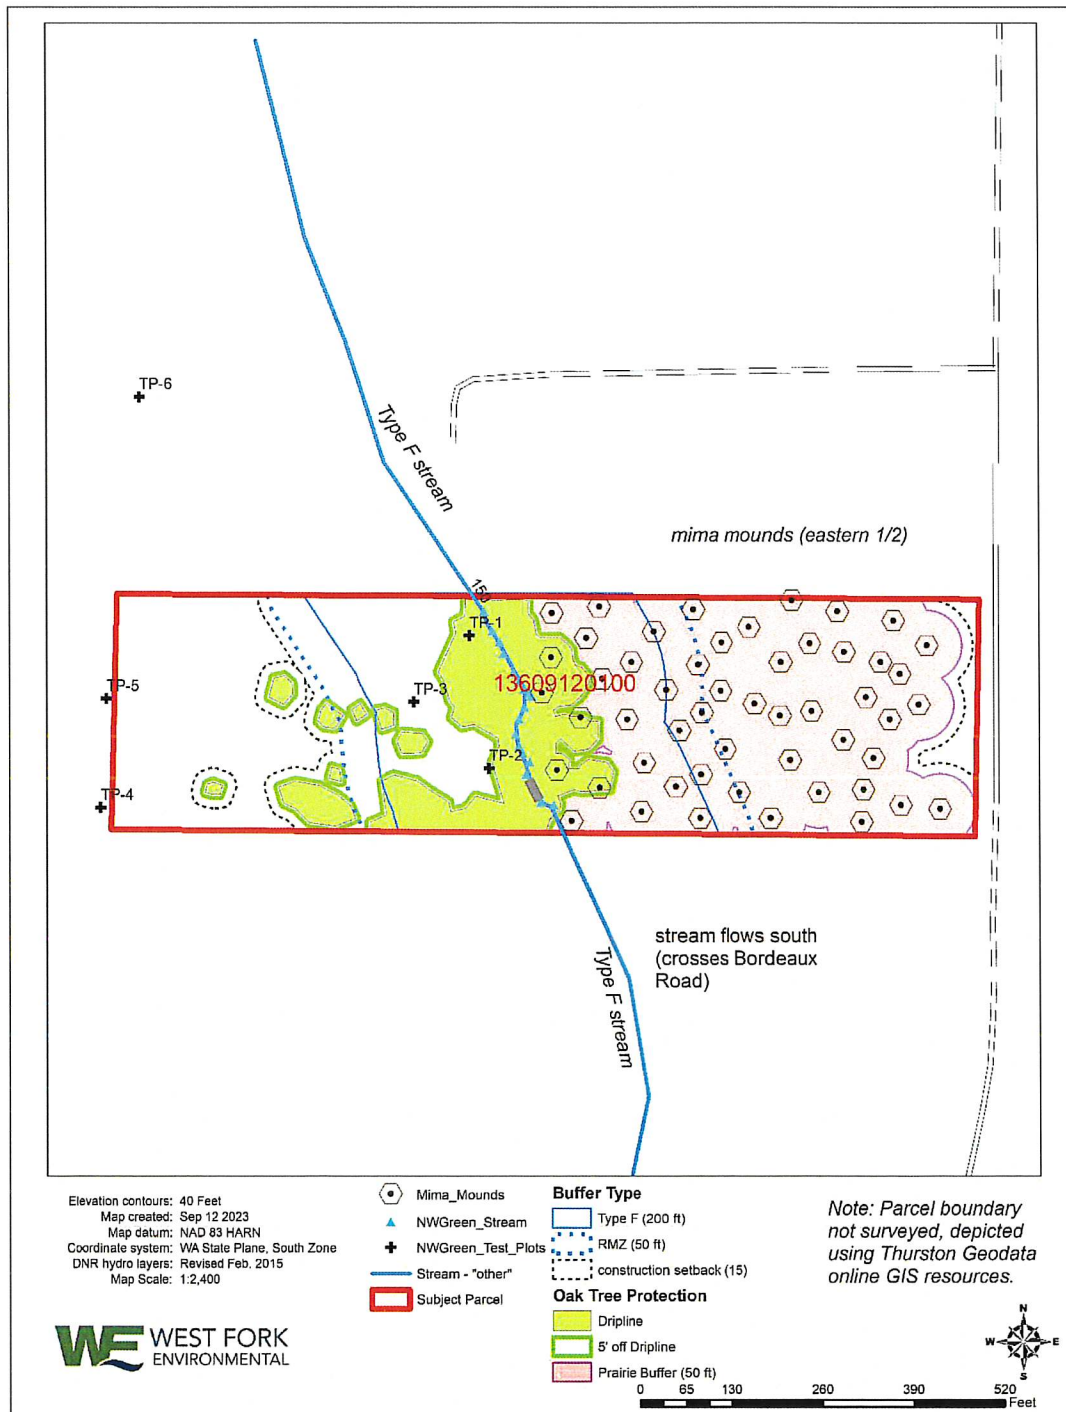 TP-6
Type F stream
mima mounds (eastern 1/2)
150
TP-1
13609120100
TP-5
TP-3
TP-2
TP-4
stream flows south
(crosses Bordeaux
Road)
Type F stream
Elevation contours: 40 Feet
Map created: Sep 12 2023
Map datum: NAD 83 HARN
Coordinate system: WA State Plane, South Zone
DNR hydro layers: Revised Feb. 2015
Map Scale: 1:2,400
WF WEST FORK
ENVIRONMENTAL
Mima_Mounds
NWGreen_Stream
NWGreen_Test_Plots
Stream - "other"
Subject Parcel
Buffer Type
Type F (200 ft)
RMZ (50 ft)
construction setback (15)
Oak Tree Protection
Dripline
5' off Dripline
Prairie Buffer (50 ft)
Note: Parcel boundary
not surveyed, depicted
using Thurston Geodata
online GIS resources.
N
W E
S
0 65 130 260 390 520
Feet